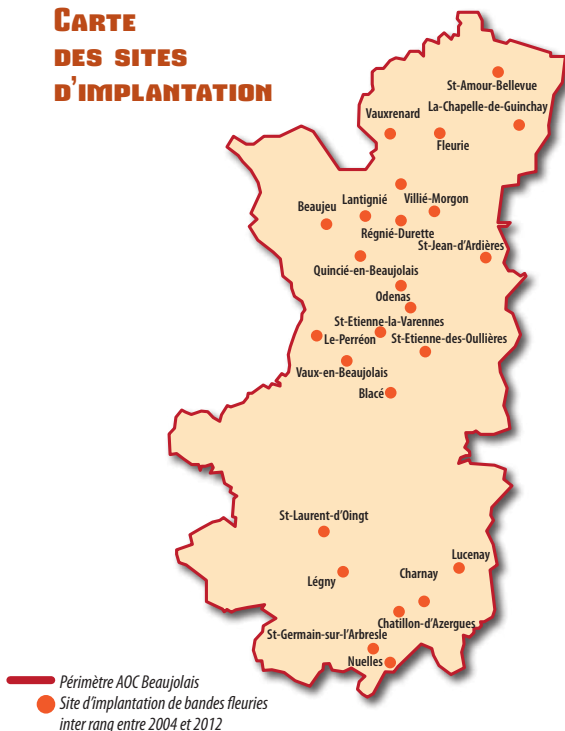 CARTE
DES SITES
D'IMPLANTATION
St-Amour-Bellevue
La-Chapelle-de-Guinchay
Vauxrenard
Fleurie
Lantignié
Villié-Morgon
Beaujeu
Régnié-Durette
St-Jean-d'Ardières
Quincié-en-Beaujolais
Odenas
St-Etienne-la-Varennes
Le-Perréon
St-Etienne-des-Oullières
Vaux-en-Beaujolais
Blacé
St-Laurent-d'Oingt
Lucenay
Légny
Charnay
Chatillon-d'Azergues
St-Germain-sur-l'Arbresle
Nuelles
Périmètre AOC Beaujolais
Site d'implantation de bandes fleuries
inter rang entre 2004 et 2012